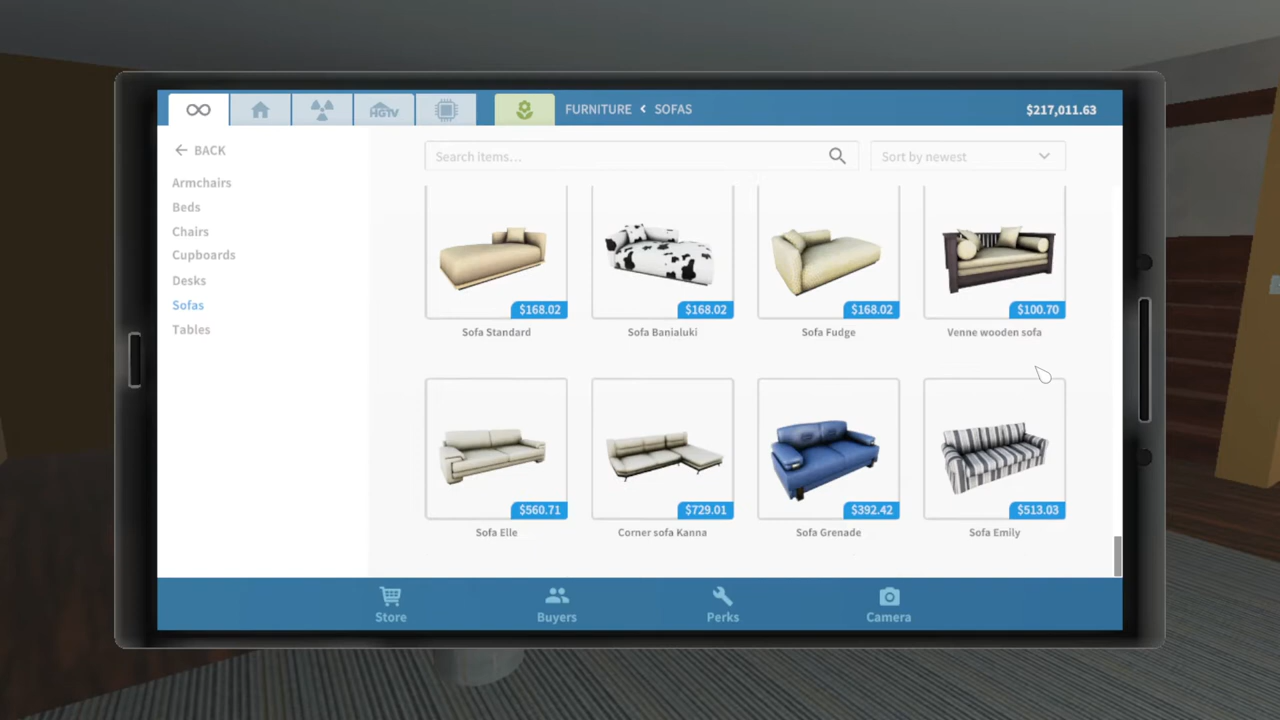 HGTV
FURNITURE < SOFAS
$217,011.63
BACK
Search items...
Sort by newest
Armchairs
Beds
Chairs
Cupboards
Desks
Sofas
Tables
$168.02
$168.02
$168.02
$100.70
Sofa Standard
Sofa Banialuki
Sofa Fudge
Venne wooden sofa
$560.71
$729.01
$392.42
$513.03
Sofa Elle
Corner sofa Kanna
Sofa Grenade
Sofa Emily
Store
Buyers
Perks
Camera